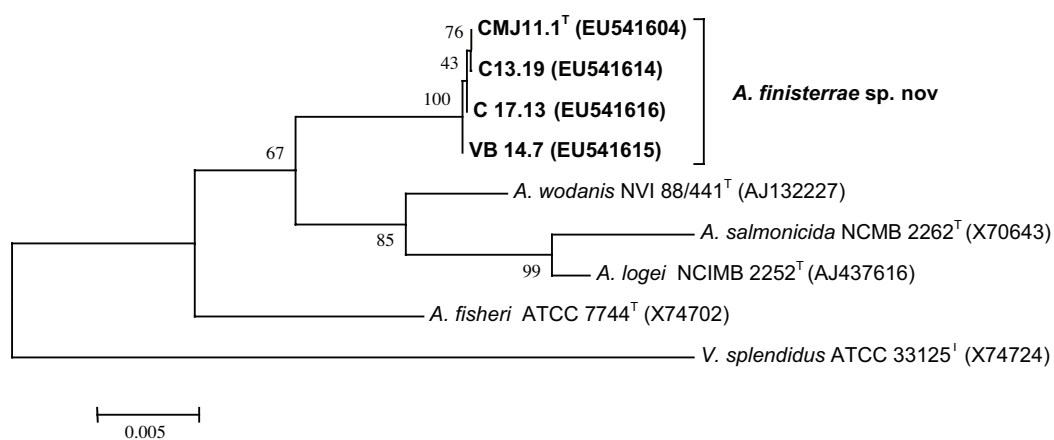 76
CMJ11.1ᵀ (EU541604)
43
C13.19 (EU541614)
A. finisterrae sp. nov
100
C 17.13 (EU541616)
VB 14.7 (EU541615)
67
A. wodanis NVI 88/441ᵀ (AJ132227)
85
A. salmonicida NCMB 2262ᵀ (X70643)
99
A. logei NCIMB 2252ᵀ (AJ437616)
A. fisheri ATCC 7744ᵀ (X74702)
V. splendidus ATCC 33125ᴵ (X74724)
0.005